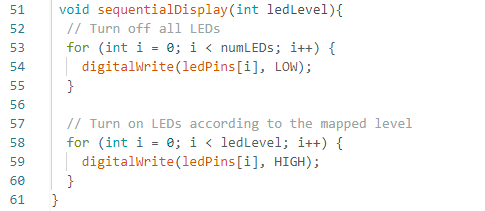 51 void sequentialDisplay(int ledLevel){
52 // Turn off all LEDs
53 for (int i = 0; i < numLEDs; i++) {
54 digitalWrite(ledPins[i], LOW);
55 }
56
57 // Turn on LEDs according to the mapped level
58 for (int i = 0; i < ledLevel; i++) {
59 digitalWrite(ledPins[i], HIGH);
60 }
61 }